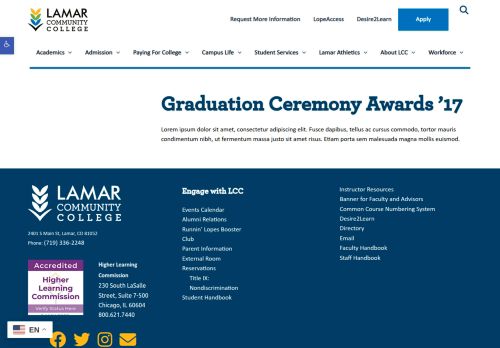 LAMAR
COMMUNITY
COLLEGE
Request More Information LopeAccess Desire2Learn Apply
Academics Admission Paying For College Campus Life Student Services Lamar Athletics About LCC Workforce
Graduation Ceremony Awards ’17
Lorem ipsum dolor sit amet, consectetur adipiscing elit. Fusce dapibus, tellus ac cursus commodo, tortor mauris
condimentum nibh, ut fermentum massa justo sit amet risus. Etiam porta sem malesuada magna mollis euismod.
LAMAR
COMMUNITY
COLLEGE
2401 S Main St, Lamar, CO 81052
Phone: (719) 336-2248
Accredited
Higher
Learning
Commission
Verify Status Here
Higher Learning
Commission
230 South LaSalle
Street, Suite 7-500
Chicago, IL 60604
800.621.7440
Engage with LCC
Events Calendar
Alumni Relations
Runnin’ Lopes Booster
Club
Parent Information
External Room
Reservations
Title IX:
Nondiscrimination
Student Handbook
Instructor Resources
Banner for Faculty and Advisors
Common Course Numbering System
Desire2Learn
Directory
Email
Faculty Handbook
Staff Handbook
EN